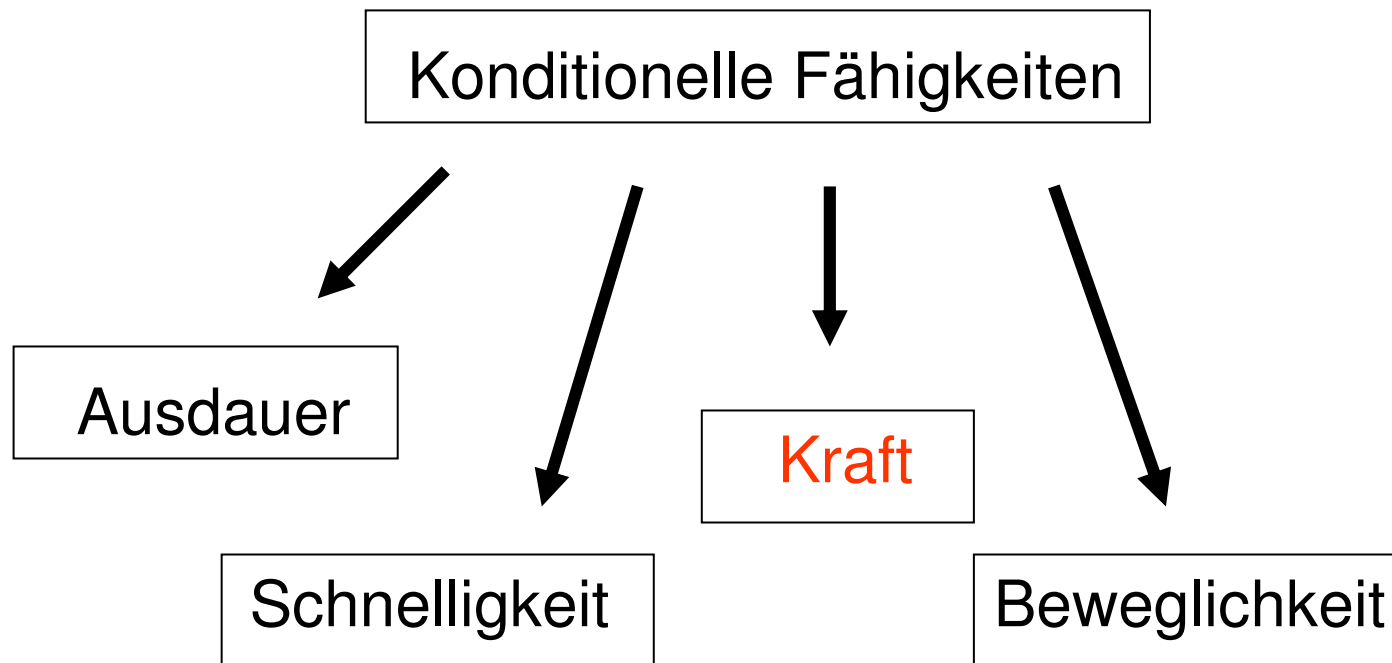 Konditionelle Fähigkeiten
Ausdauer
Kraft
Schnelligkeit
Beweglichkeit